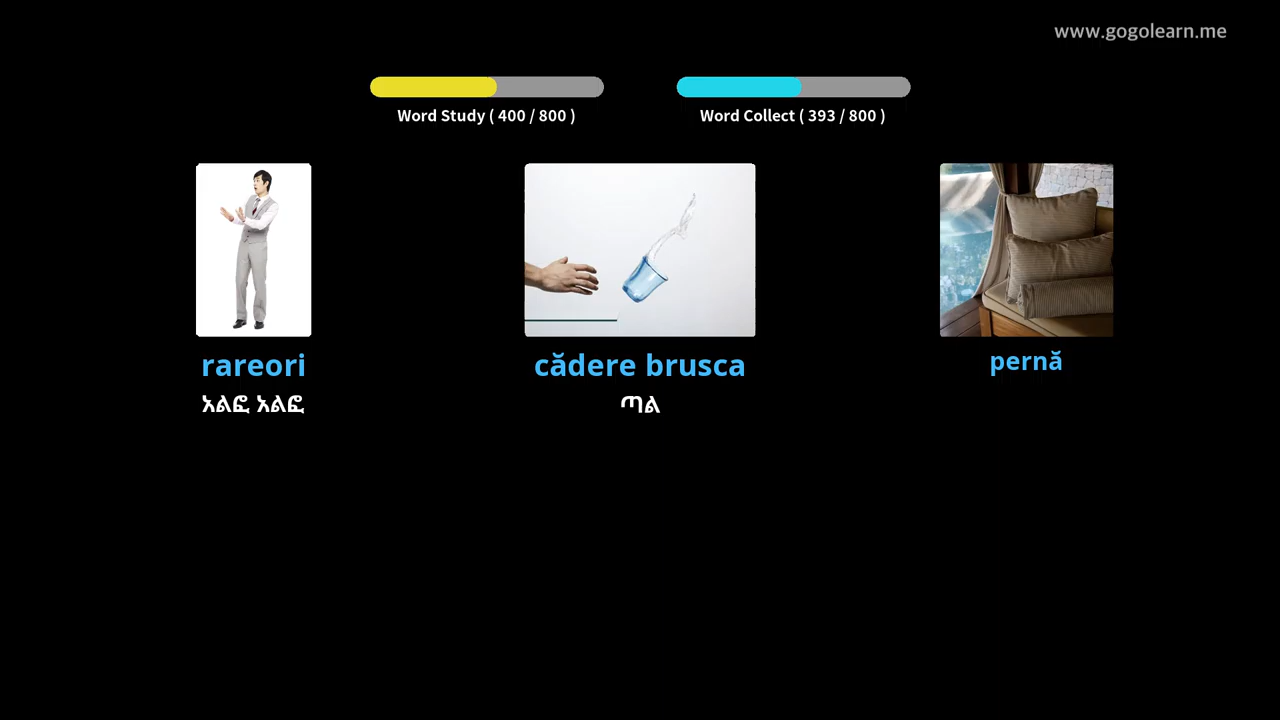 www.gogolearn.me
Word Study ( 400 / 800 )
Word Collect ( 393 / 800 )
rareori
አልፎ አልፎ
cădere brusca
ጣል
pernă